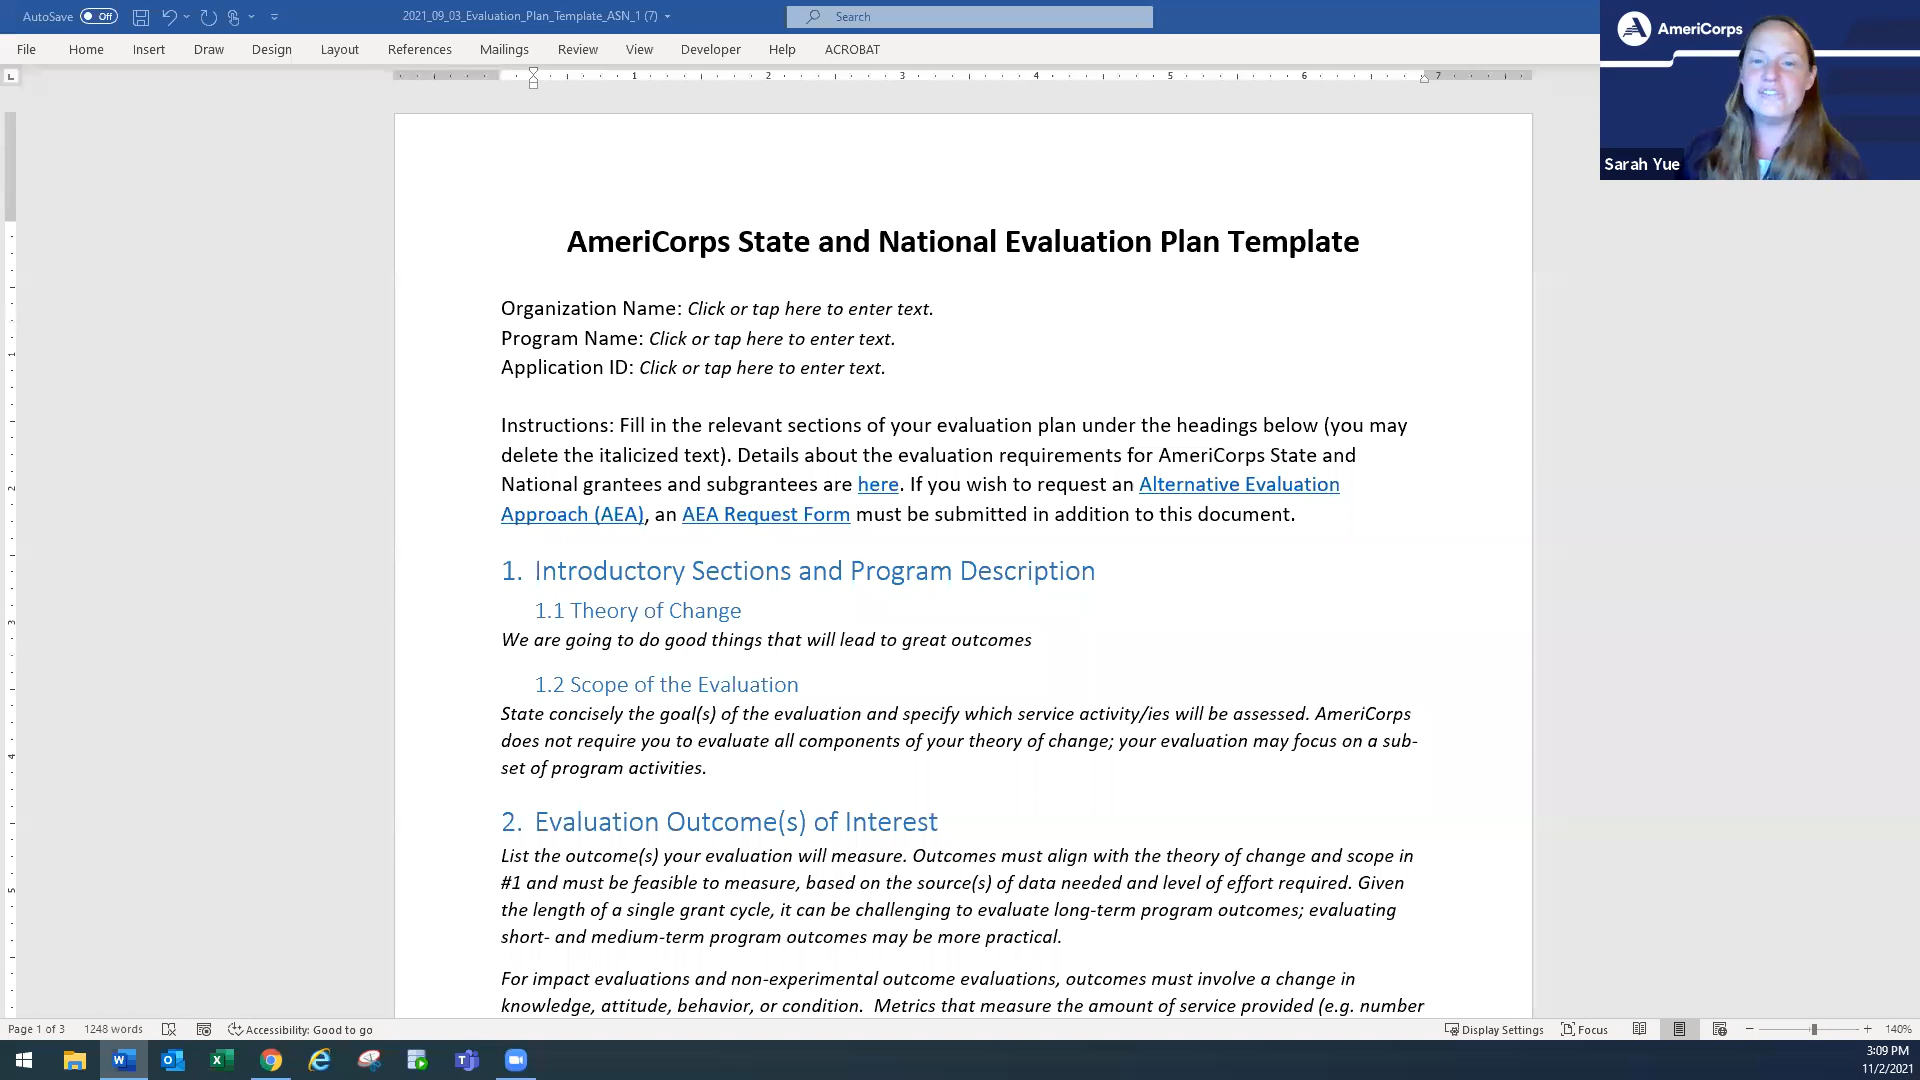 AutoSave Off
2021_09_03_Evaluation_Plan_Template_ASN_1 (7)
Search
AmeriCorps
File Home Insert Draw Design Layout References Mailings Review View Developer Help ACROBAT
1 2 3 4 5 6 7
Sarah Yue
AmeriCorps State and National Evaluation Plan Template
Organization Name: Click or tap here to enter text.
Program Name: Click or tap here to enter text.
Application ID: Click or tap here to enter text.
Instructions: Fill in the relevant sections of your evaluation plan under the headings below (you may
delete the italicized text). Details about the evaluation requirements for AmeriCorps State and
National grantees and subgrantees are here. If you wish to request an Alternative Evaluation
Approach (AEA), an AEA Request Form must be submitted in addition to this document.
1. Introductory Sections and Program Description
1.1 Theory of Change
We are going to do good things that will lead to great outcomes
1.2 Scope of the Evaluation
State concisely the goal(s) of the evaluation and specify which service activity/ies will be assessed. AmeriCorps
does not require you to evaluate all components of your theory of change; your evaluation may focus on a sub-
set of program activities.
2. Evaluation Outcome(s) of Interest
List the outcome(s) your evaluation will measure. Outcomes must align with the theory of change and scope in
#1 and must be feasible to measure, based on the source(s) of data needed and level of effort required. Given
the length of a single grant cycle, it can be challenging to evaluate long-term program outcomes; evaluating
short- and medium-term program outcomes may be more practical.
For impact evaluations and non-experimental outcome evaluations, outcomes must involve a change in
knowledge, attitude, behavior, or condition. Metrics that measure the amount of service provided (e.g. number
1
2
3
4
5
Page 1 of 3 1248 words Accessibility: Good to go Display Settings Focus 140%
3:09 PM
11/2/2021